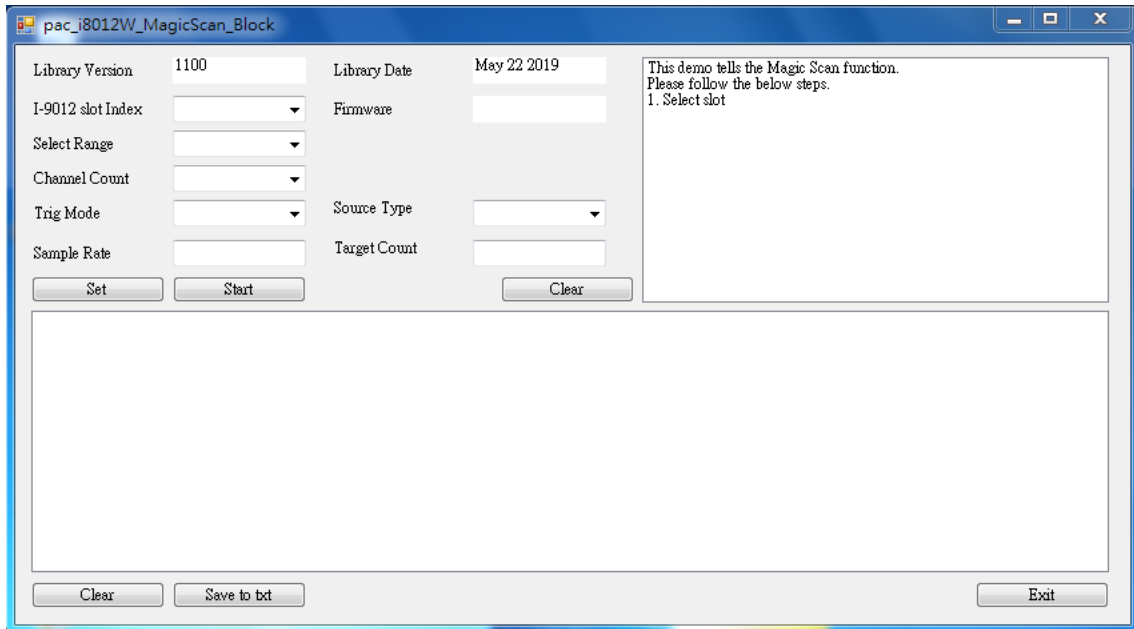 pac_i8012W_MagicScan_Block
Library Version 1100 Library Date May 22 2019
I-9012 slot Index Firmware
Select Range
Channel Count
Trig Mode Source Type
Sample Rate Target Count
Set Start Clear
This demo tells the Magic Scan function.
Please follow the below steps.
1. Select slot
Clear Save to txt Exit